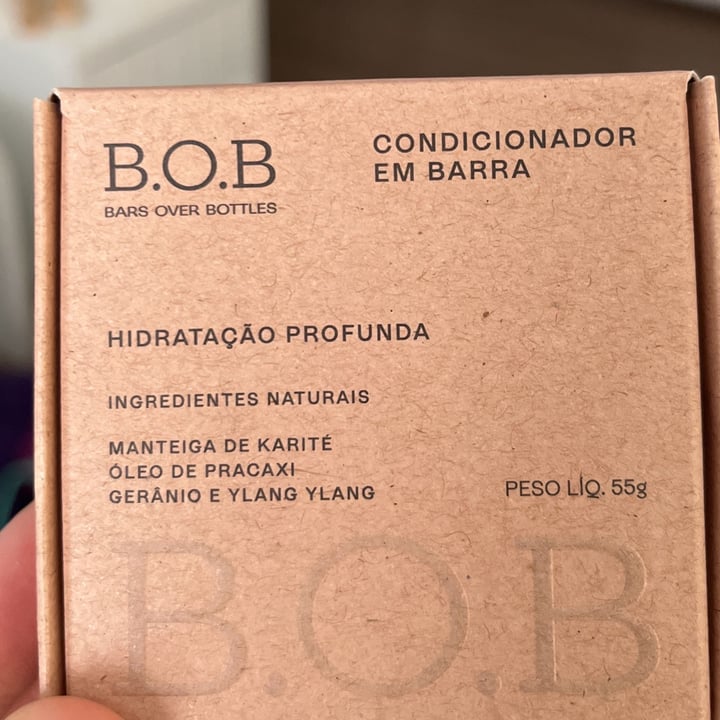 B.O.B
BARS OVER BOTTLES
CONDICIONADOR
EM BARRA
HIDRATAÇÃO PROFUNDA
INGREDIENTES NATURAIS
MANTEIGA DE KARITÉ
ÓLEO DE PRACAXI
GERÂNIO E YLANG YLANG
PESO LÍQ. 55g
B.O.B